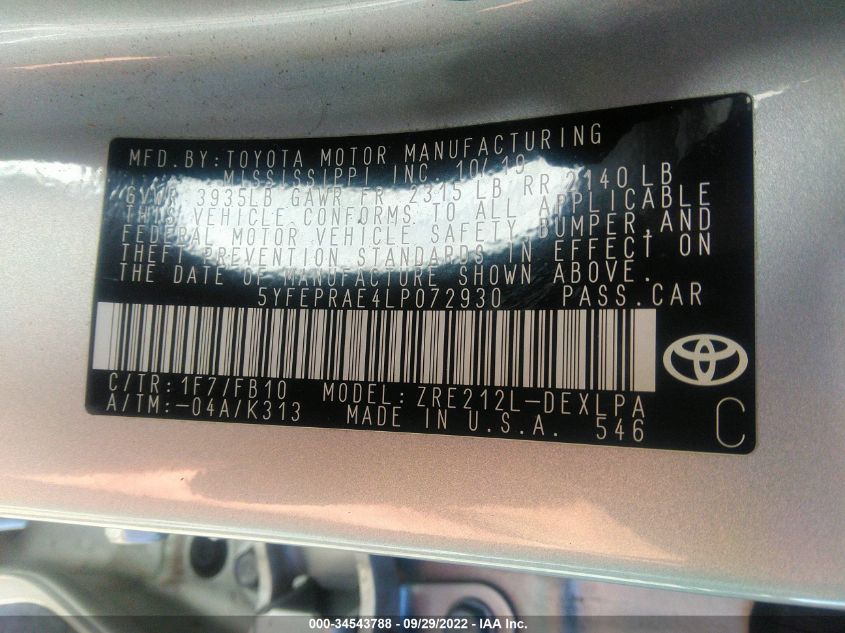 MFD.BY:TOYOTA MOTOR MANUFACTURING
MISSISSIPPI INC. 10/19
GVWR 3935LB GAWR FR 2315 LB RR 2140 LB
THIS VEHICLE CONFORMS TO ALL APPLICABLE
FEDERAL MOTOR VEHICLE SAFETY, BUMPER,AND
THEFT PREVENTION STANDARDS IN EFFECT ON
THE DATE OF MANUFACTURE SHOWN ABOVE.
5YFEPRAE4LP072930 PASS.CAR
C/TR:1F7/FB10 MODEL:ZRE212L-DEXLPA
A/TM:-04A/K313 MADE IN U.S.A. 546
C
000-34543788 - 09/29/2022 - IAA Inc.